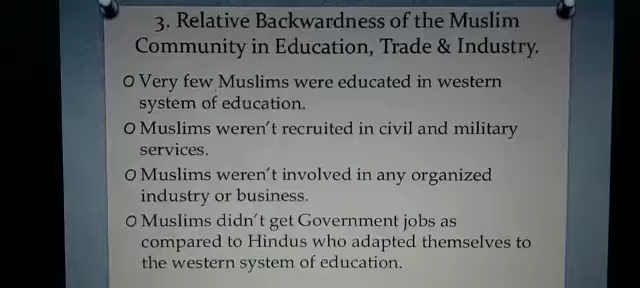 3. Relative Backwardness of the Muslim
Community in Education, Trade & Industry.
O Very few Muslims were educated in western
system of education.
O Muslims weren't recruited in civil and military
services.
O Muslims weren't involved in any organized
industry or business.
O Muslims didn't get Government jobs as
compared to Hindus who adapted themselves to
the western system of education.